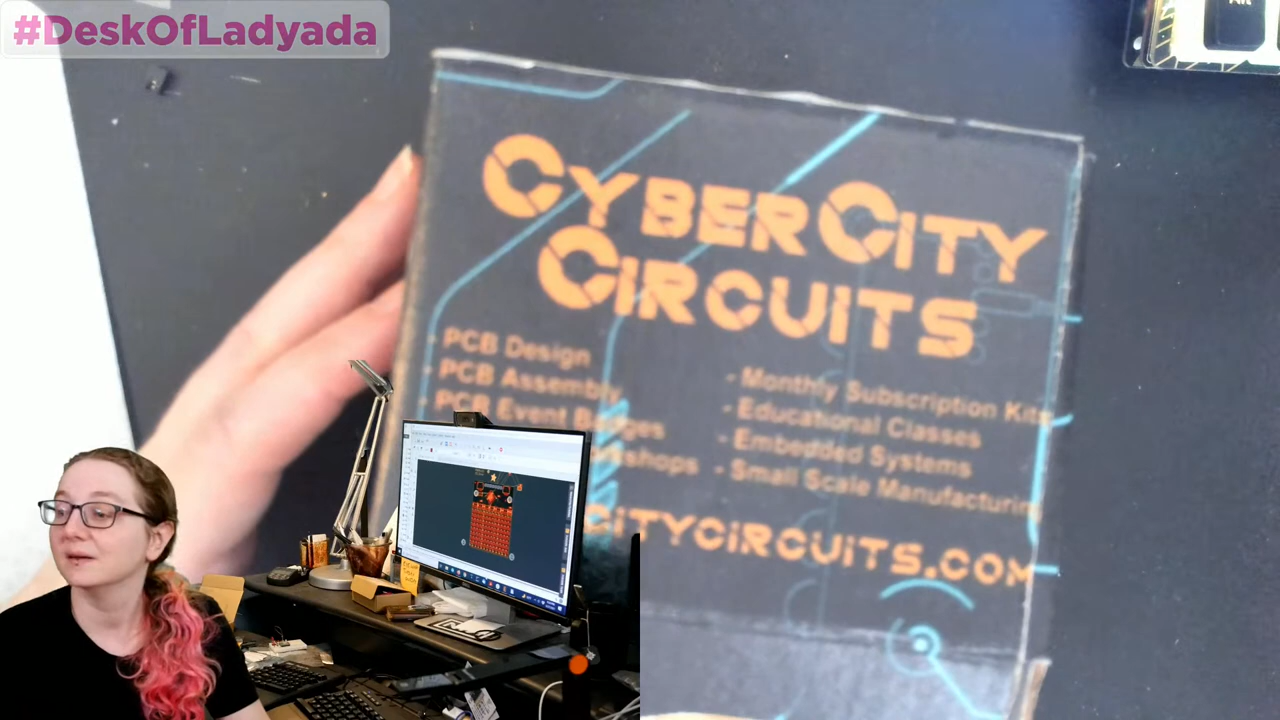 #DeskOfLadyada
CYBERCITY
CIRCUITS
- PCB Design
- PCB Assembly
- PCB Event Badges
- Monthly Subscription Kits
- Educational Classes
- Embedded Systems
- Small Scale Manufacturing
CITYCIRCUITS.COM
Alt